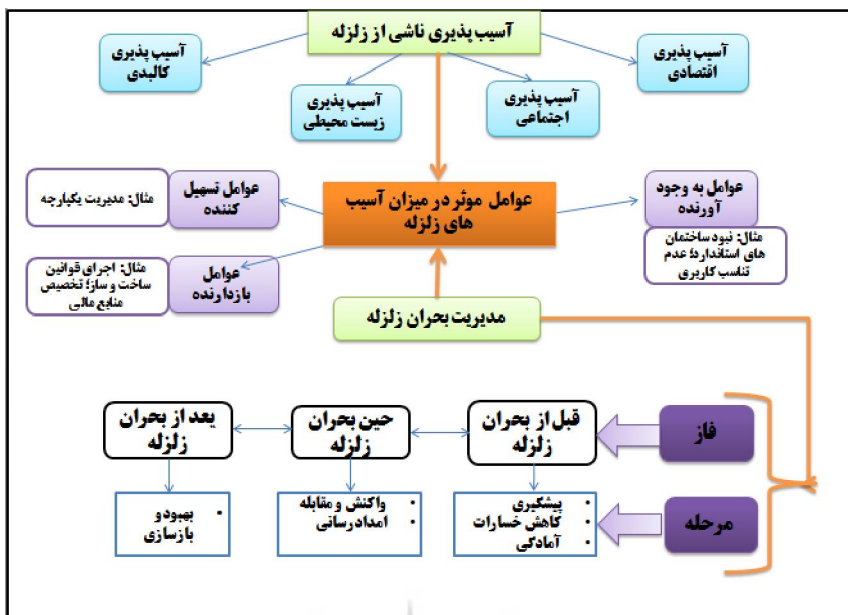 آسیب پذیری ناشی از زلزله
آسیب پذیری
اقتصادی
آسیب پذیری
اجتماعی
آسیب پذیری
زیست محیطی
آسیب پذیری
کالبدی
عوامل موثر در میزان آسیب
های زلزله
عوامل به وجود
آورنده
مثال: نبود ساختمان
های استاندارد؛ عدم
تناسب کاربری
عوامل تسهیل
کننده
مثال: مدیریت یکپارچه
عوامل
بازدارنده
مثال: اجرای قوانین
ساخت و ساز؛ تخصیص
منابع مالی
مدیریت بحران زلزله
فاز
قبل از بحران
زلزله
حین بحران
زلزله
یعد از بحران
زلزله
مرحله
• پیشگیری
• کاهش خسارات
• آمادگی
• واکنش و مقابله
• امدادرسانی
• بهبود و
بازسازی